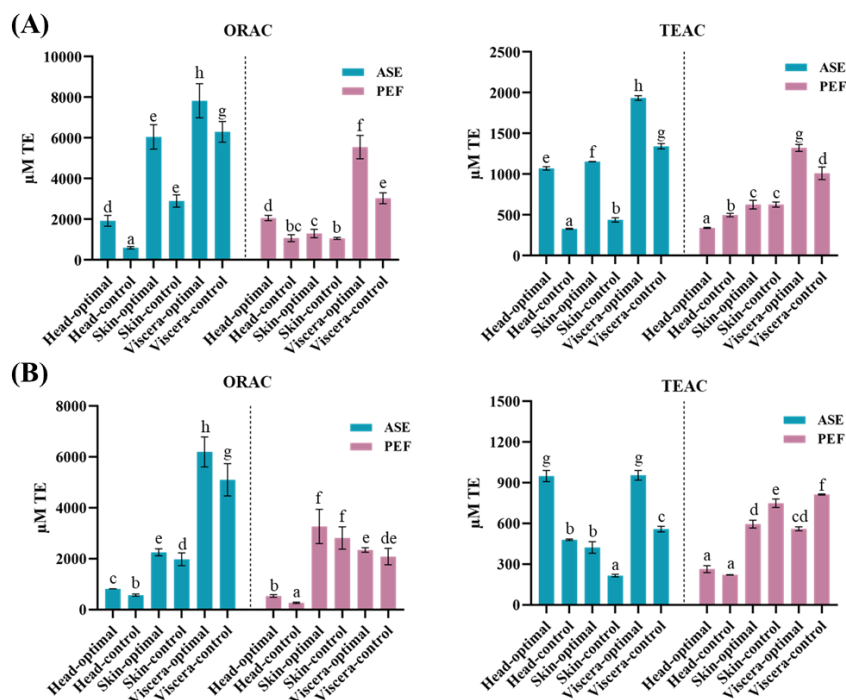 (A)
ORAC
µM TE
10000
8000
6000
4000
2000
0
d
a
f
e
h
g
d
bc
c
b
f
e
ASE
PEF
Head-optimal
Head-control
Skin-optimal
Skin-control
Viscera-optimal
Viscera-control
Head-optimal
Head-control
Skin-optimal
Skin-control
Viscera-optimal
Viscera-control
TEAC
µM TE
2500
2000
1500
1000
500
0
e
a
f
b
h
g
a
b
c
c
g
d
ASE
PEF
Head-optimal
Head-control
Skin-optimal
Skin-control
Viscera-optimal
Viscera-control
Head-optimal
Head-control
Skin-optimal
Skin-control
Viscera-optimal
Viscera-control
(B)
ORAC
µM TE
8000
6000
4000
2000
0
c
b
e
d
h
g
b
a
f
f
e
de
ASE
PEF
Head-optimal
Head-control
Skin-optimal
Skin-control
Viscera-optimal
Viscera-control
Head-optimal
Head-control
Skin-optimal
Skin-control
Viscera-optimal
Viscera-control
TEAC
µM TE
1500
1200
900
600
300
0
g
b
b
a
g
c
a
a
d
e
cd
f
ASE
PEF
Head-optimal
Head-control
Skin-optimal
Skin-control
Viscera-optimal
Viscera-control
Head-optimal
Head-control
Skin-optimal
Skin-control
Viscera-optimal
Viscera-control